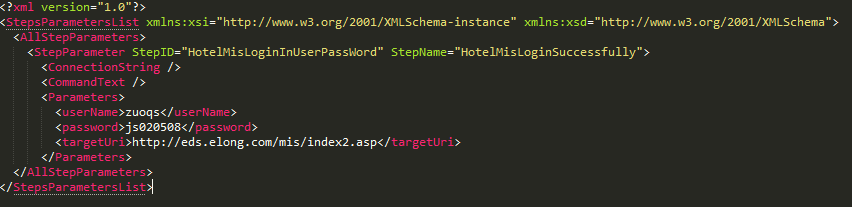 <?xml version="1.0"?>
<StepsParametersList xmlns:xsi="http://www.w3.org/2001/XMLSchema-instance" xmlns:xsd="http://www.w3.org/2001/XMLSchema">
<AllStepParameters>
<StepParameter StepID="HotelMisLoginInUserPassWord" StepName="HotelMisLoginSuccessfully">
<ConnectionString />
<CommandText />
<Parameters>
<userName>zuoqs</userName>
<password>js020508</password>
<targetUri>http://eds.elong.com/mis/index2.asp</targetUri>
</Parameters>
</AllStepParameters>
</StepsParametersList>